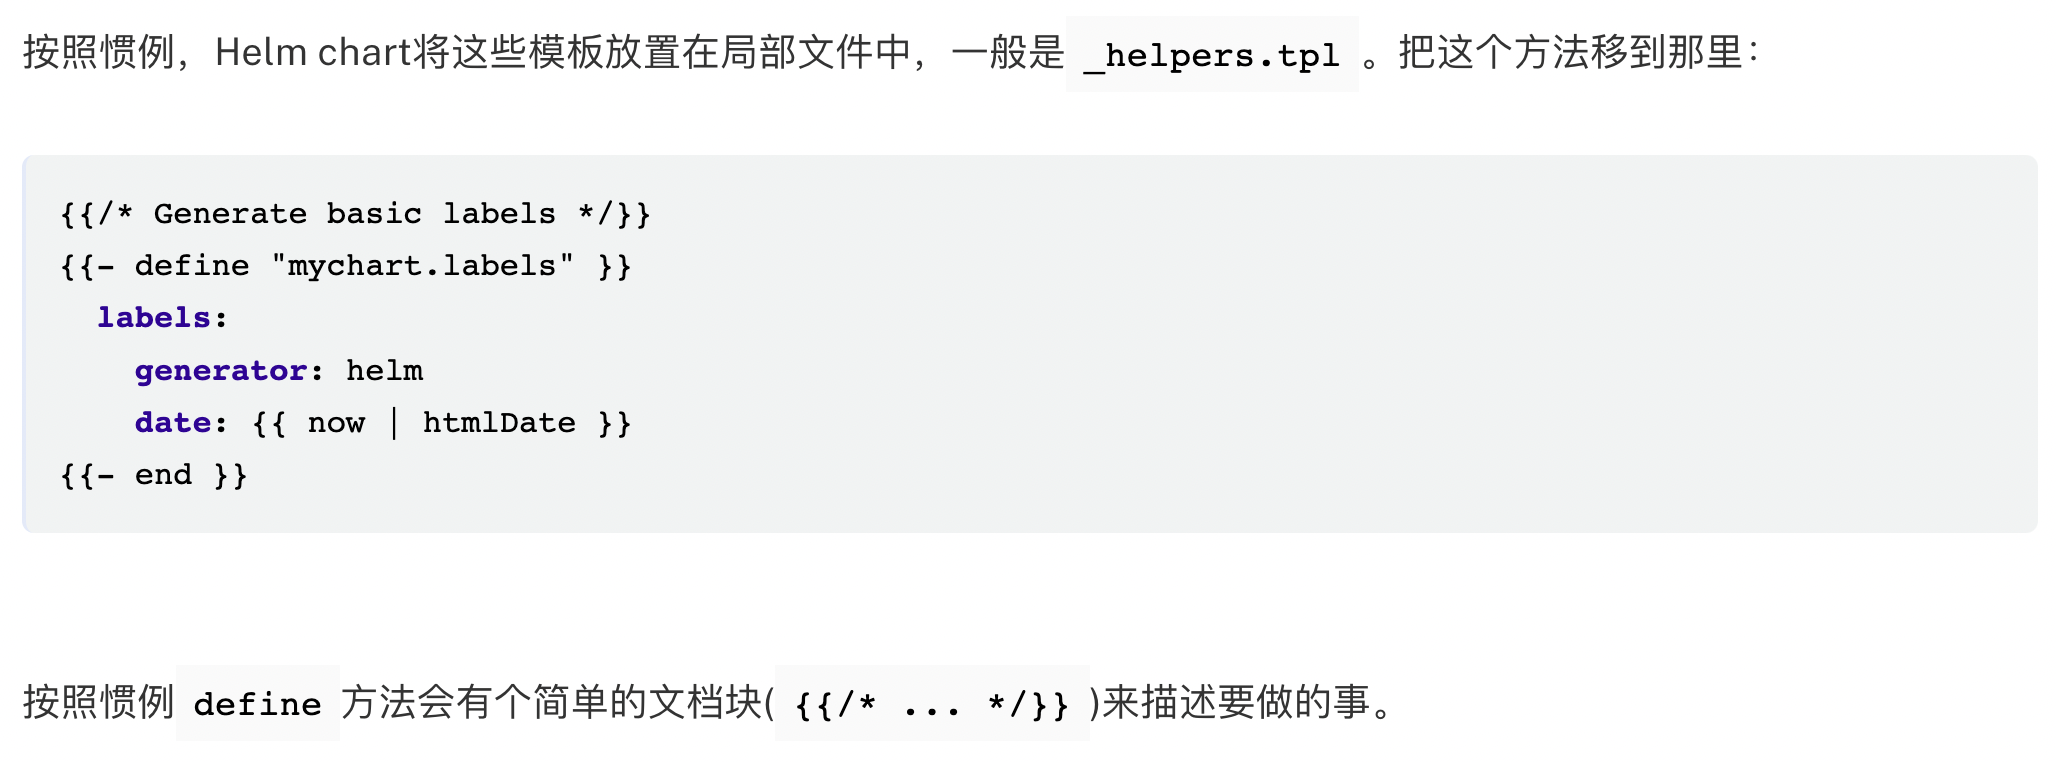 按照惯例，Helm chart将这些模板放置在局部文件中，一般是 _helpers.tpl 。把这个方法移到那里：
{{/* Generate basic labels */}}
{{- define "mychart.labels" }}
  labels:
    generator: helm
    date: {{ now | htmlDate }}
{{- end }}
按照惯例 define 方法会有个简单的文档块( {{/* ... */}} )来描述要做的事。